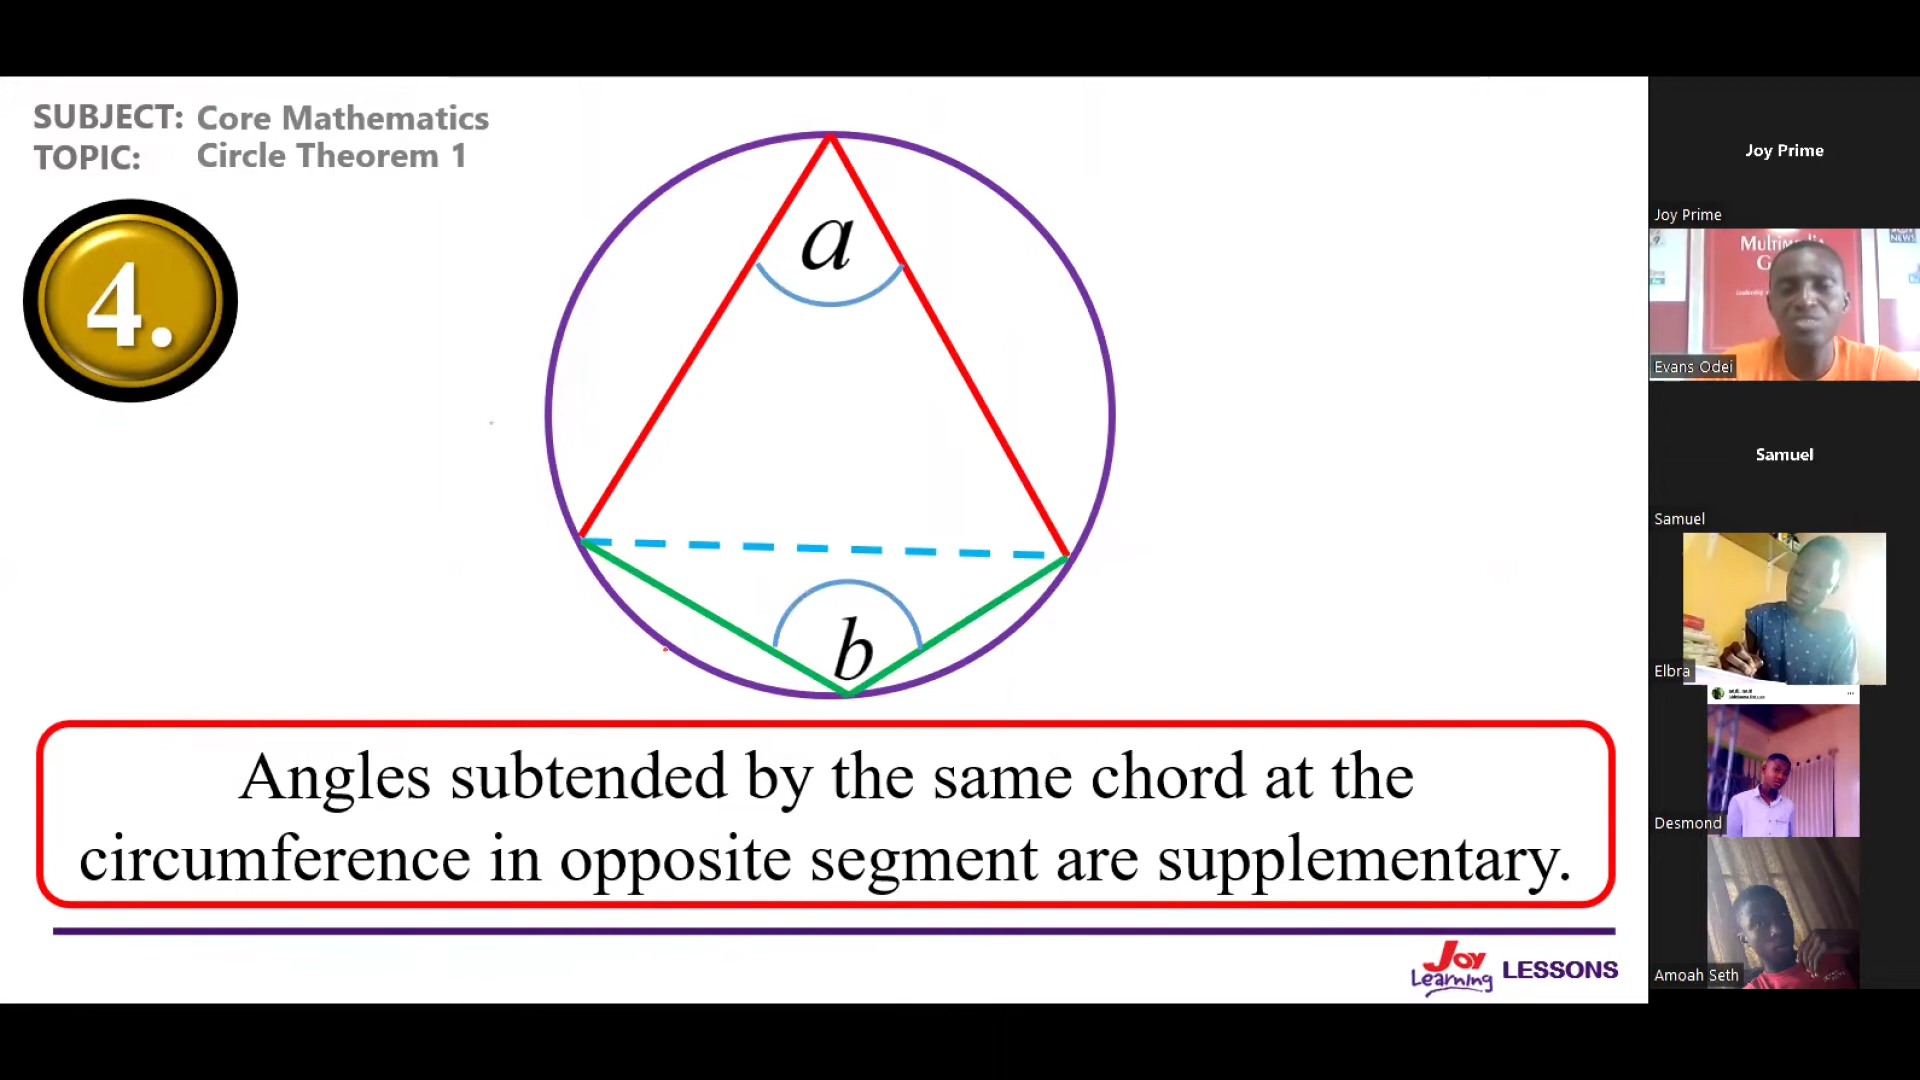 SUBJECT: Core Mathematics
TOPIC: Circle Theorem 1
4.
a
b
Angles subtended by the same chord at the
circumference in opposite segment are supplementary.
Joy Learning LESSONS
Joy Prime
Joy Prime
Evans Odei
Samuel
Samuel
Elbra
Desmond
Amoah Seth